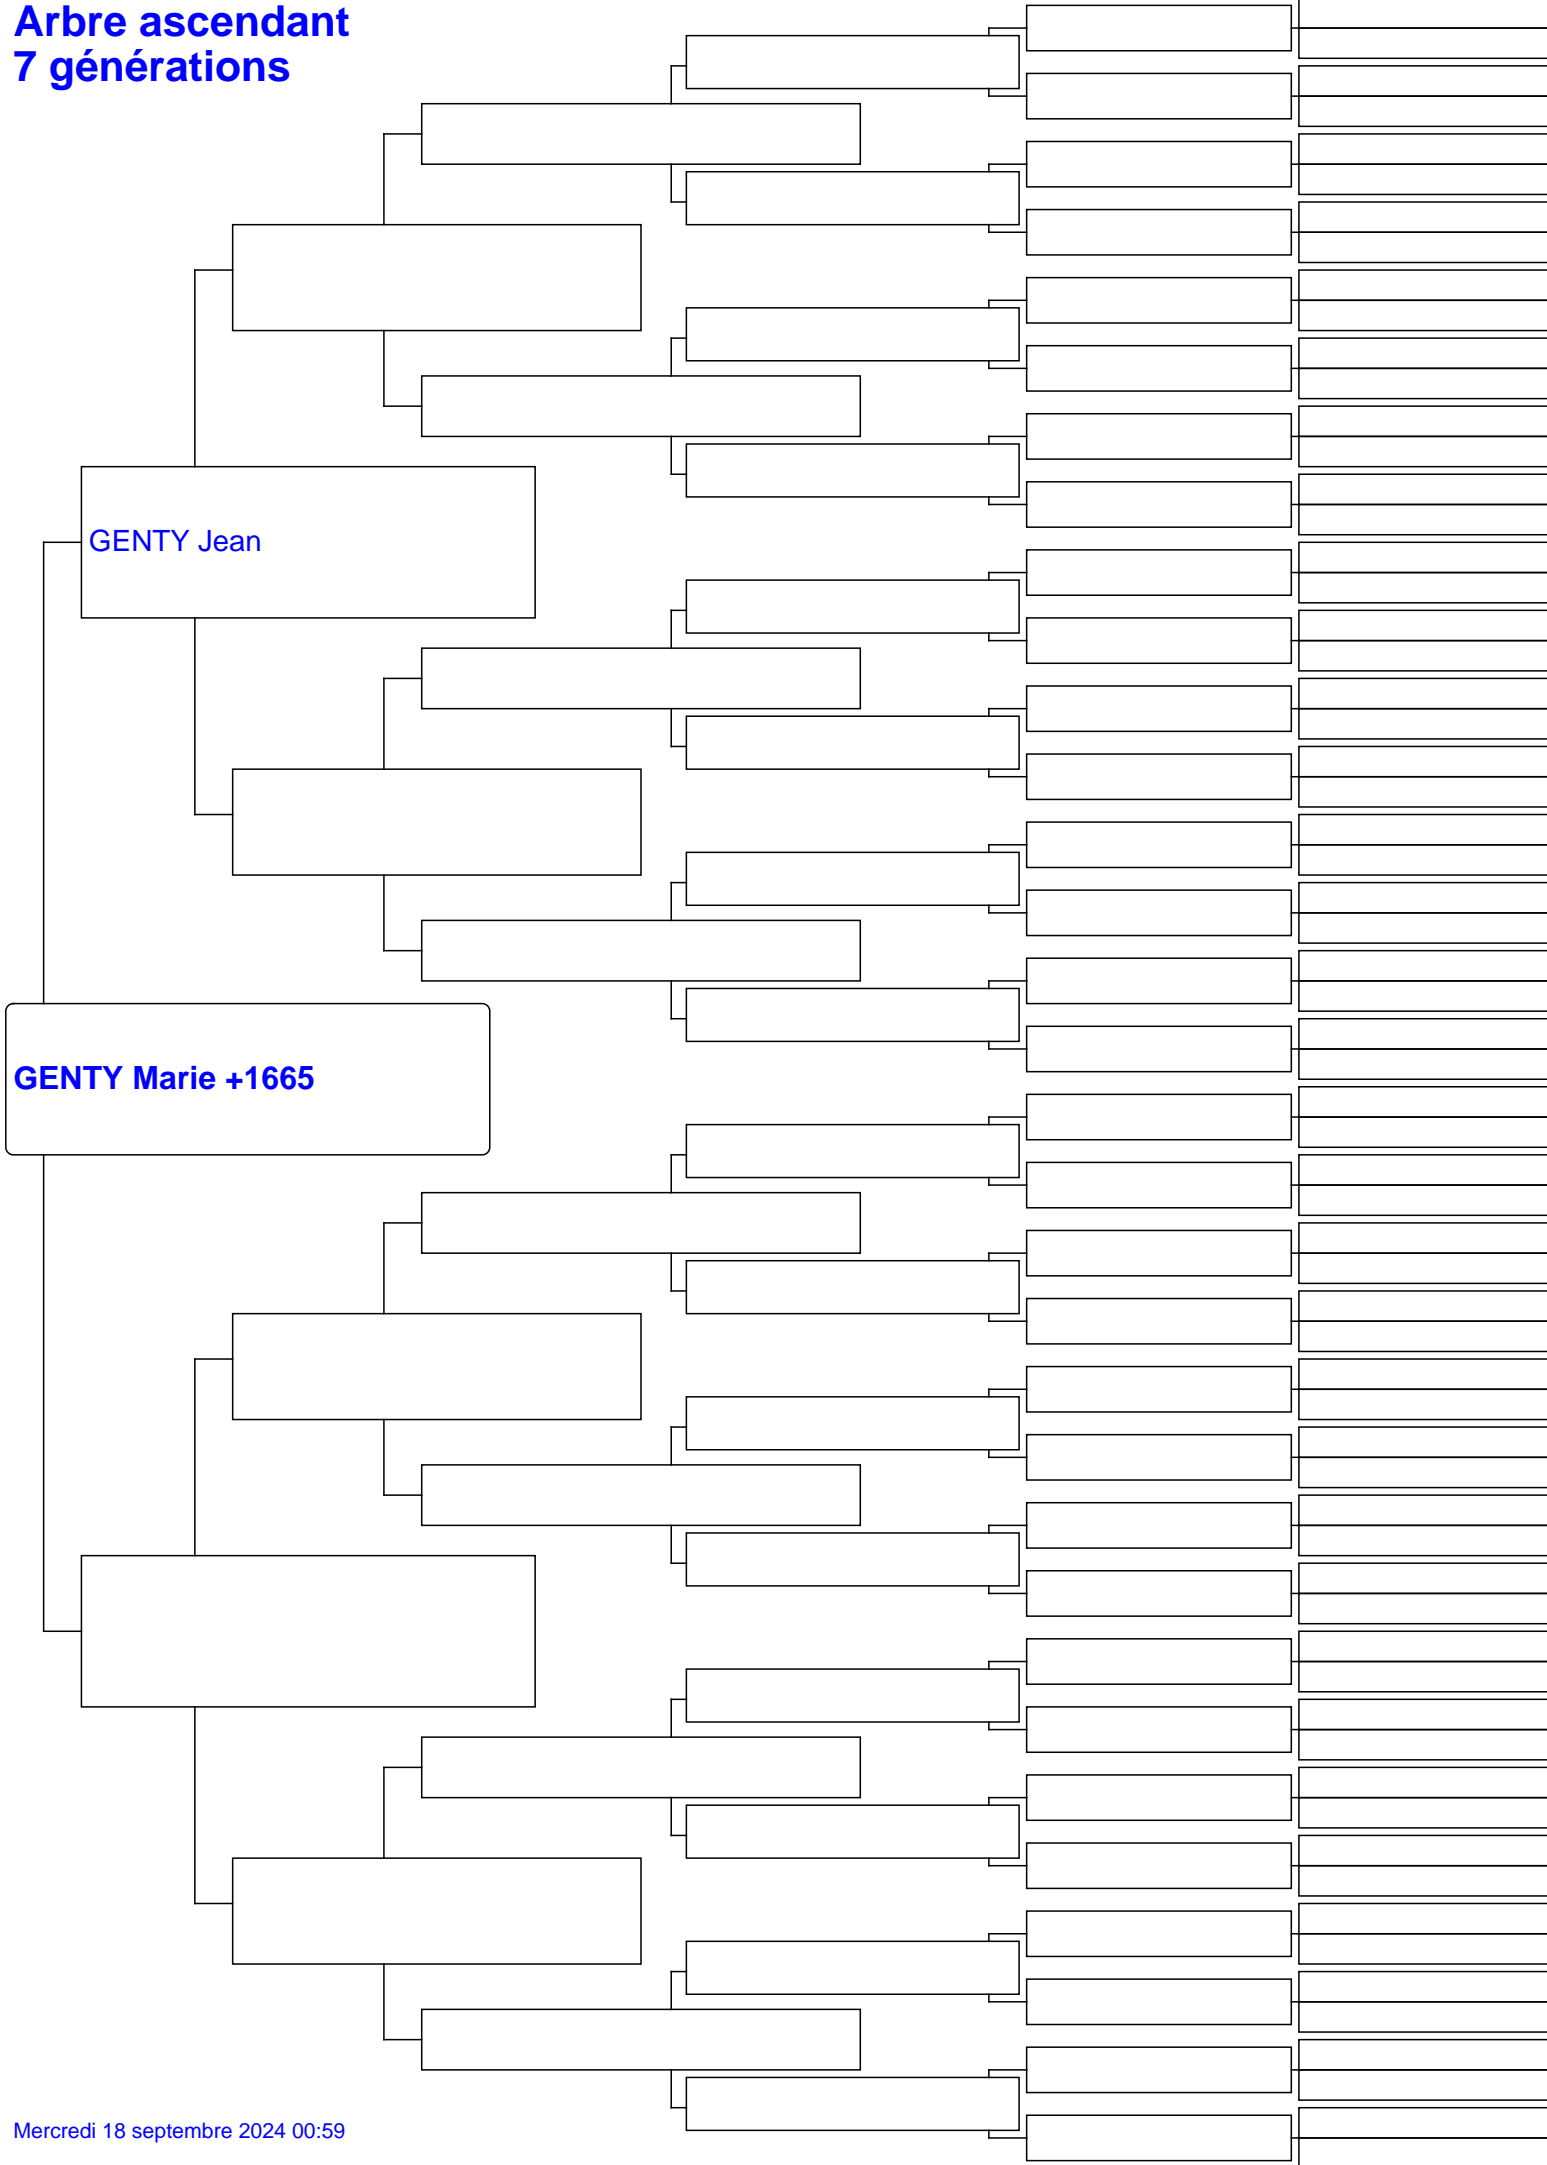 Arbre ascendant
7 générations
GENTY Jean
GENTY Marie +1665
Mercredi 18 septembre 2024 00:59